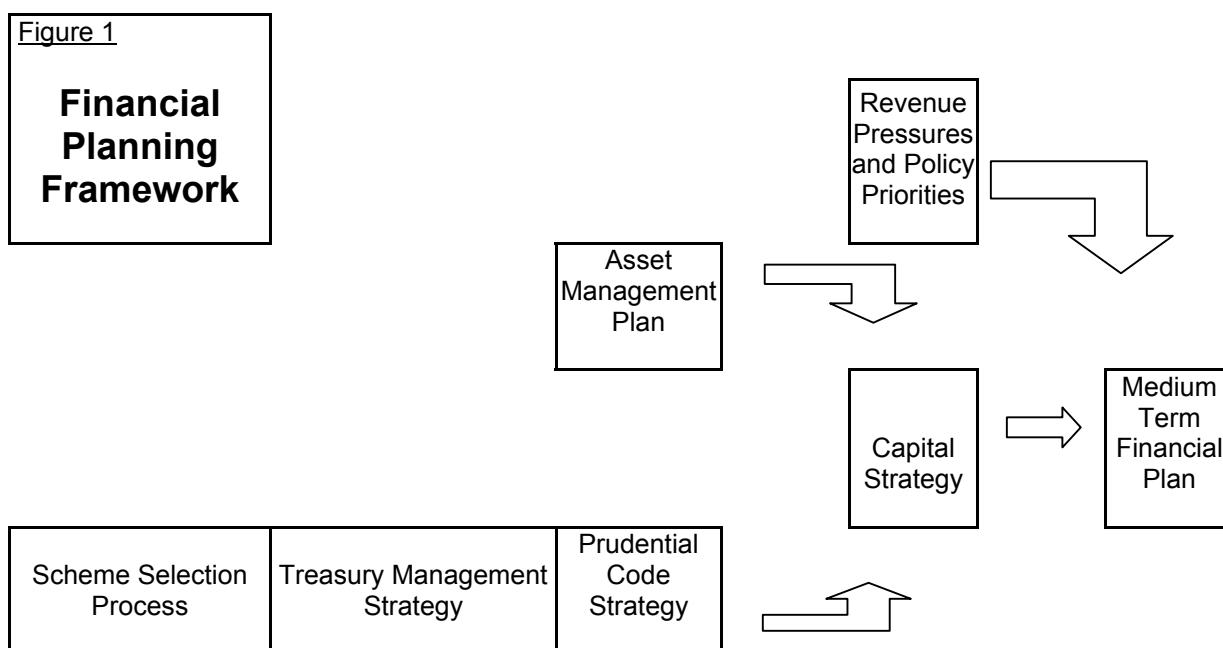 Figure 1
Financial
Planning
Framework
Revenue
Pressures
and Policy
Priorities
Asset
Management
Plan
Capital
Strategy
Medium
Term
Financial
Plan
Scheme Selection
Process
Treasury Management
Strategy
Prudential
Code
Strategy